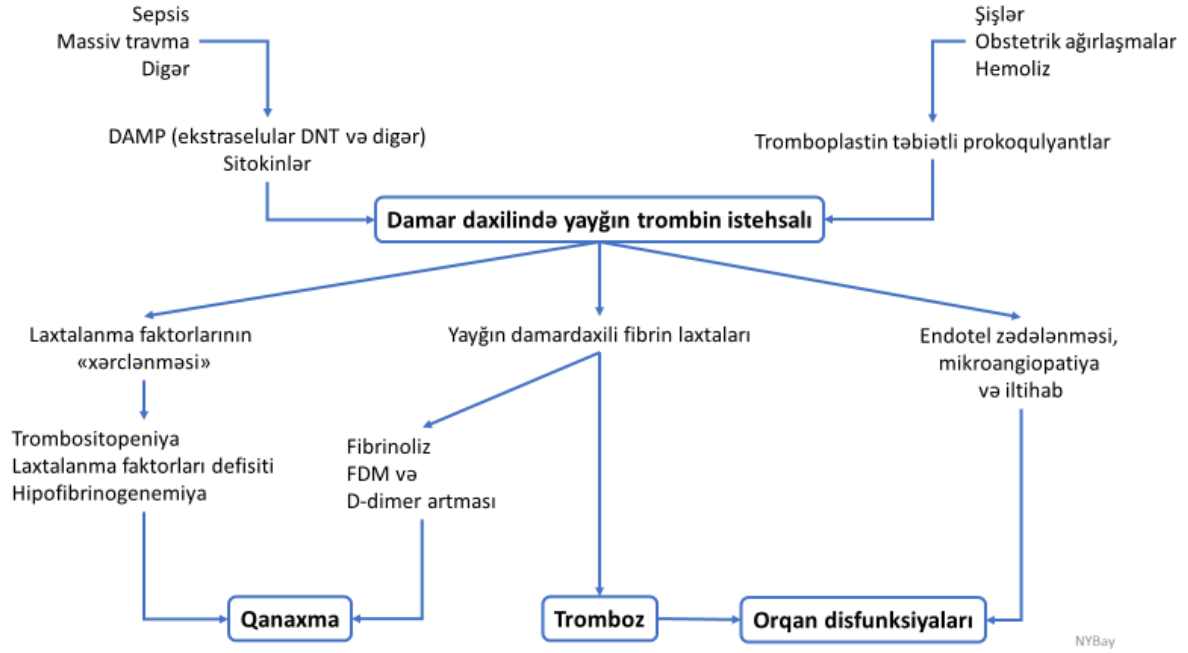 Sepsis
Massiv travma
Digər
Şişlər
Obstetrik ağırlaşmalar
Hemoliz
DAMP (ekstraselular DNT və digər)
Sitokinlər
Tromboplastin təbiətli prokoqulyantlar
Damar daxilində yayğın trombin istehsalı
Laxtalanma faktorlarının
«xərclənməsi»
Yayğın damardaxili fibrin laxtaları
Endotel zədələnməsi,
mikroangiopatiya
və iltihab
Trombositopeniya
Laxtalanma faktorları defisiti
Hipofibrinogenemiya
Fibrinoliz
FDM və
D-dimer artması
Qanaxma
Tromboz
Orqan disfunksiyaları
NYBay